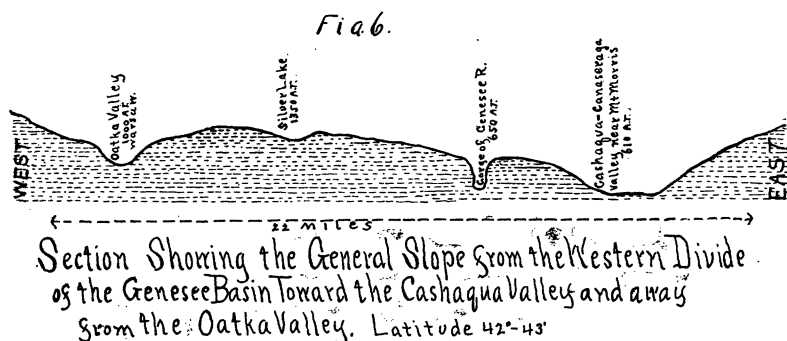 Fig 6.
Oatka Valley
1000 A.T.
Warsaw.
Silver Lake
1350 A.T.
Gorge of Genesee R.
650 A.T.
Cashaqua-Canaseraga
Valley near Mt Morris
610 A.T.
WEST
EAST
22 MILES
Section Showing the General Slope from the Western Divide
of the Genesee Basin Toward the Cashaqua Valley and away
from the Oatka Valley. Latitude 42°-43'